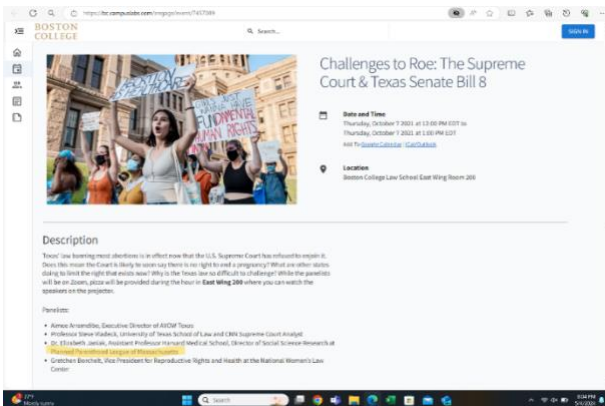 https://bc.campuslabs.com/engage/event/7457089
BOSTON
COLLEGE
Search...
SIGN IN
ABORTION
HAVE
FUNDMENTAL
HUMAN RIGHTS
Challenges to Roe: The Supreme
Court & Texas Senate Bill 8
Date and Time
Thursday, October 7 2021 at 12:00 PM EDT to
Thursday, October 7 2021 at 1:00 PM EDT
Add To Google Calendar | iCal/Outlook
Location
Boston College Law School East Wing Room 200
Description
Texas' law banning most abortions is in effect now that the U.S. Supreme Court has refused to enjoin it.
Does this mean the Court is likely to soon say there is no right to end a pregnancy? What are other states
doing to limit the right that exists now? Why is the Texas law so difficult to challenge? While the panelists
will be on Zoom, pizza will be provided during the hour in East Wing 200 where you can watch the
speakers on the projector.
Panelists:
Aimee Arrambide, Executive Director of AVOW Texas
Professor Steve Vladeck, University of Texas School of Law and CNN Supreme Court Analyst
Dr. Elizabeth Janiak, Assistant Professor Harvard Medical School, Director of Social Science Research at
Planned Parenthood League of Massachusetts
Gretchen Borchelt, Vice President for Reproductive Rights and Health at the National Women's Law
Center
Mostly sunny
Search